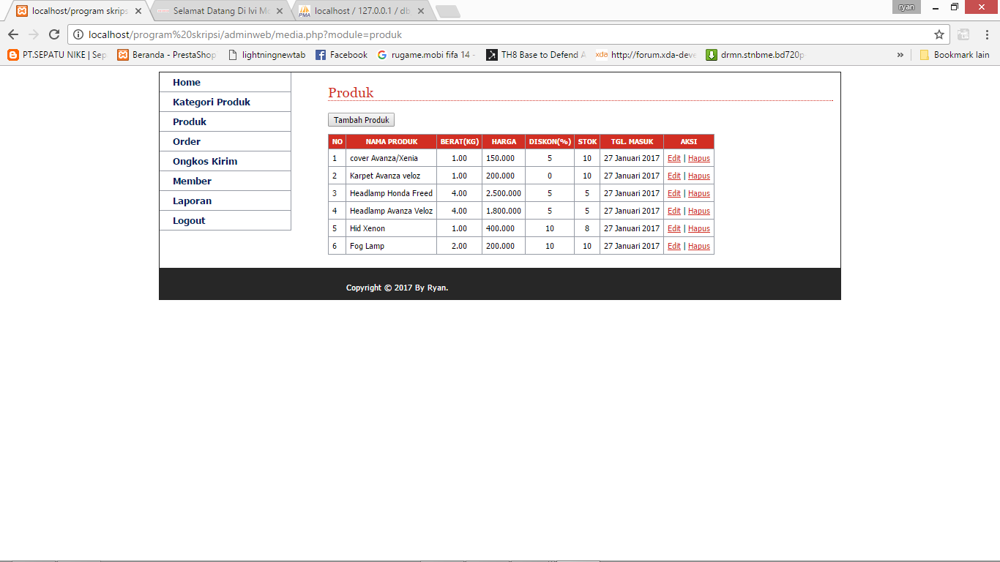 localhost/program skrips
Selamat Datang Di Ivi Mo
localhost / 127.0.0.1 / db
ryan
localhost/program%20skripsi/adminweb/media.php?module=produk
PT.SEPATU NIKE | Sep
Beranda - PrestaShop
lightningnewtab
Facebook
rugame.mobi fifa 14 -
TH8 Base to Defend A
xda
http://forum.xda-deve
drmn.stnbme.bd720p
»
Bookmark lain
Home
Kategori Produk
Produk
Order
Ongkos Kirim
Member
Laporan
Logout
Produk
Tambah Produk
NO NAMA PRODUK BERAT(KG) HARGA DISKON(%) STOK TGL. MASUK AKSI
1 cover Avanza/Xenia 1.00 150.000 5 10 27 Januari 2017 Edit | Hapus
2 Karpet Avanza veloz 1.00 200.000 0 10 27 Januari 2017 Edit | Hapus
3 Headlamp Honda Freed 4.00 2.500.000 5 5 27 Januari 2017 Edit | Hapus
4 Headlamp Avanza Veloz 4.00 1.800.000 5 5 27 Januari 2017 Edit | Hapus
5 Hid Xenon 1.00 400.000 10 8 27 Januari 2017 Edit | Hapus
6 Fog Lamp 2.00 200.000 10 10 27 Januari 2017 Edit | Hapus
Copyright © 2017 By Ryan.